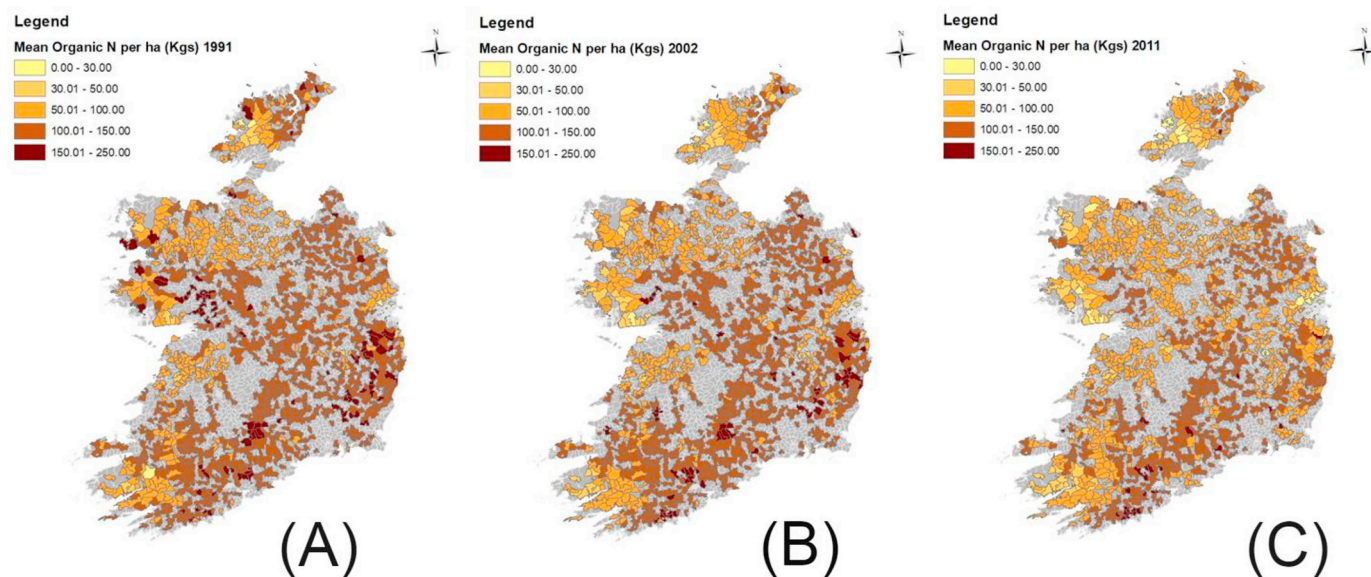 Legend
Mean Organic N per ha (Kgs) 1991
0.00 - 30.00
30.01 - 50.00
50.01 - 100.00
100.01 - 150.00
150.01 - 250.00
N
(A)
Legend
Mean Organic N per ha (Kgs) 2002
0.00 - 30.00
30.01 - 50.00
50.01 - 100.00
100.01 - 150.00
150.01 - 250.00
N
(B)
Legend
Mean Organic N per ha (Kgs) 2011
0.00 - 30.00
30.01 - 50.00
50.01 - 100.00
100.01 - 150.00
150.01 - 250.00
N
(C)